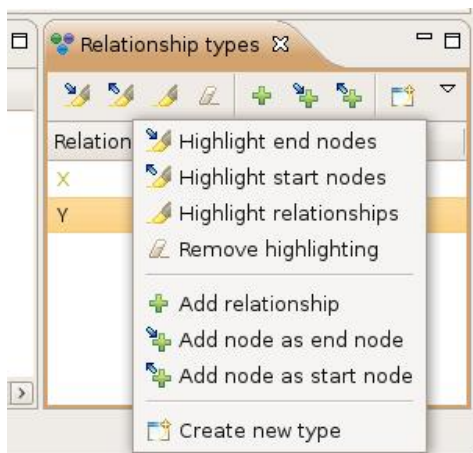 Relationship types
Relation
X
Y
Highlight end nodes
Highlight start nodes
Highlight relationships
Remove highlighting
Add relationship
Add node as end node
Add node as start node
Create new type